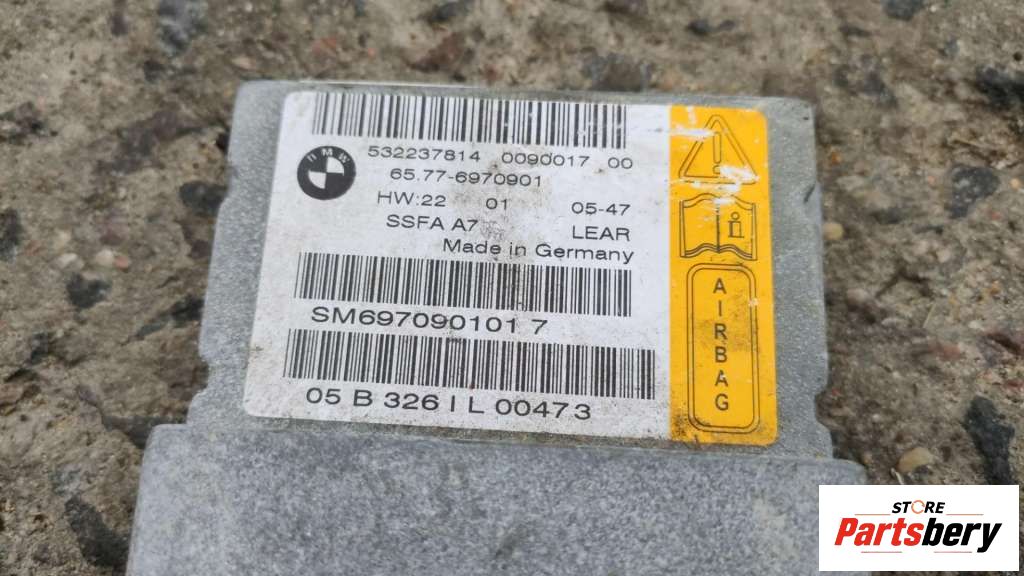 532237814 0090017 00
BMW
65.77-6970901
HW:22 01 05-47
SSFA A7 LEAR
Made in Germany
SM697090101 7
05 B 326 I L 00473
AIRBAG
STORE
Partsbery